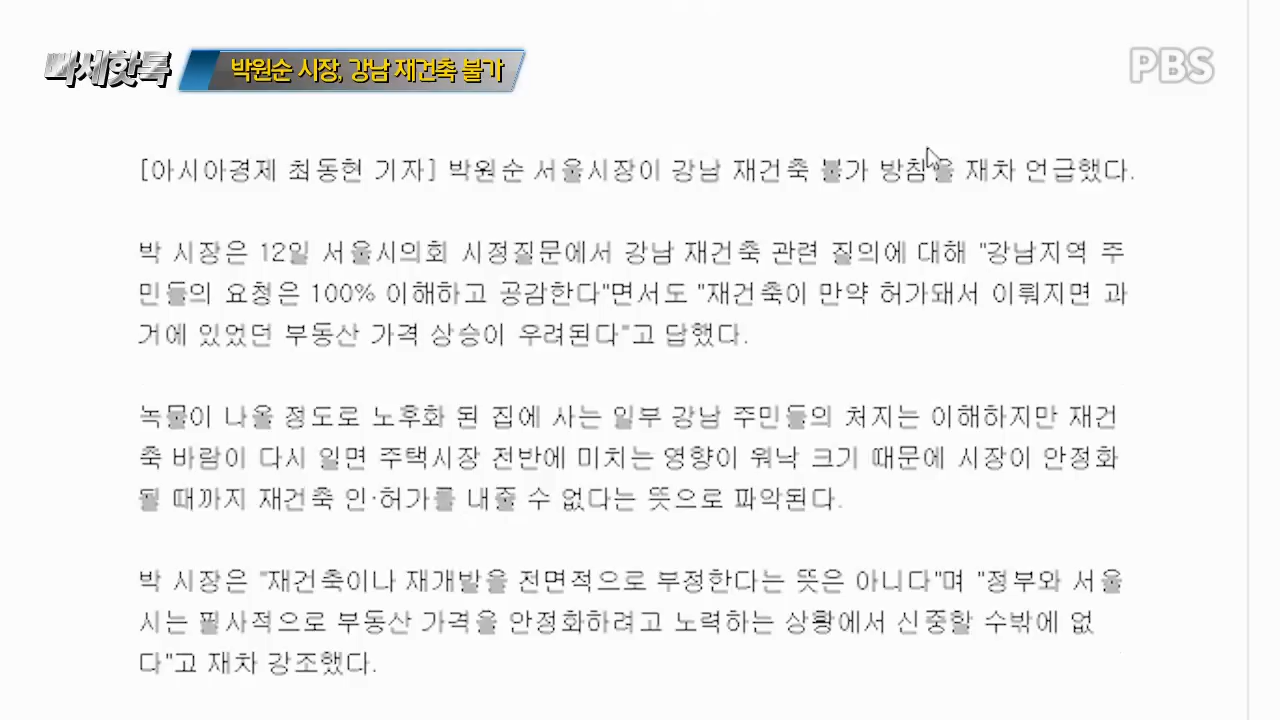 빠세핫톡
박원순 시장, 강남 재건축 불가
PBS
[아시아경제 최동현 기자] 박원순 서울시장이 강남 재건축 불가 방침을 재차 언급했다.
박 시장은 12일 서울시의회 시정질문에서 강남 재건축 관련 질의에 대해 "강남지역 주
민들의 요청은 100% 이해하고 공감한다"면서도 "재건축이 만약 허가돼서 이뤄지면 과
거에 있었던 부동산 가격 상승이 우려된다"고 답했다.
녹물이 나올 정도로 노후화 된 집에 사는 일부 강남 주민들의 처지는 이해하지만 재건
축 바람이 다시 일면 주택시장 전반에 미치는 영향이 워낙 크기 때문에 시장이 안정화
될 때까지 재건축 인·허가를 내줄 수 없다는 뜻으로 파악된다.
박 시장은 "재건축이나 재개발을 전면적으로 부정한다는 뜻은 아니다"며 "정부와 서울
시는 필사적으로 부동산 가격을 안정화하려고 노력하는 상황에서 신중할 수밖에 없
다"고 재차 강조했다.